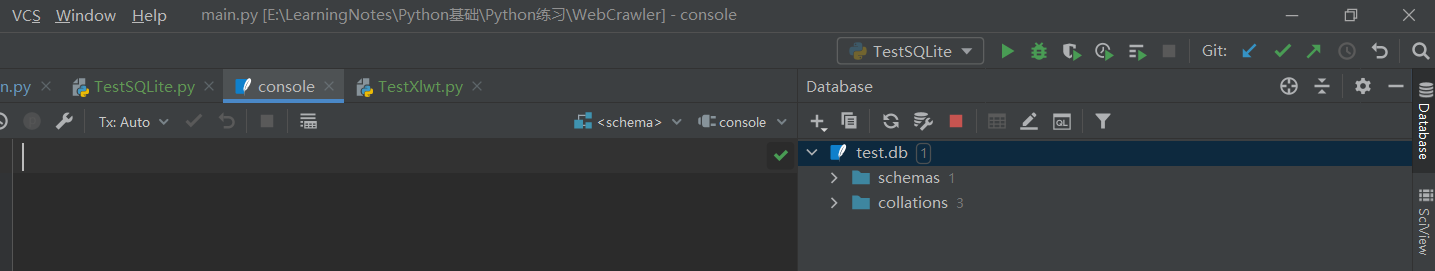 VCS Window Help main.py [E:\LearningNotes\Python基础\Python练习\WebCrawler] - console
TestSQLite Git:
n.py TestSQLite.py console TestXlwt.py Database
Tx: Auto <schema> console QL
test.db 1
schemas 1
collations 3
Database
SciView